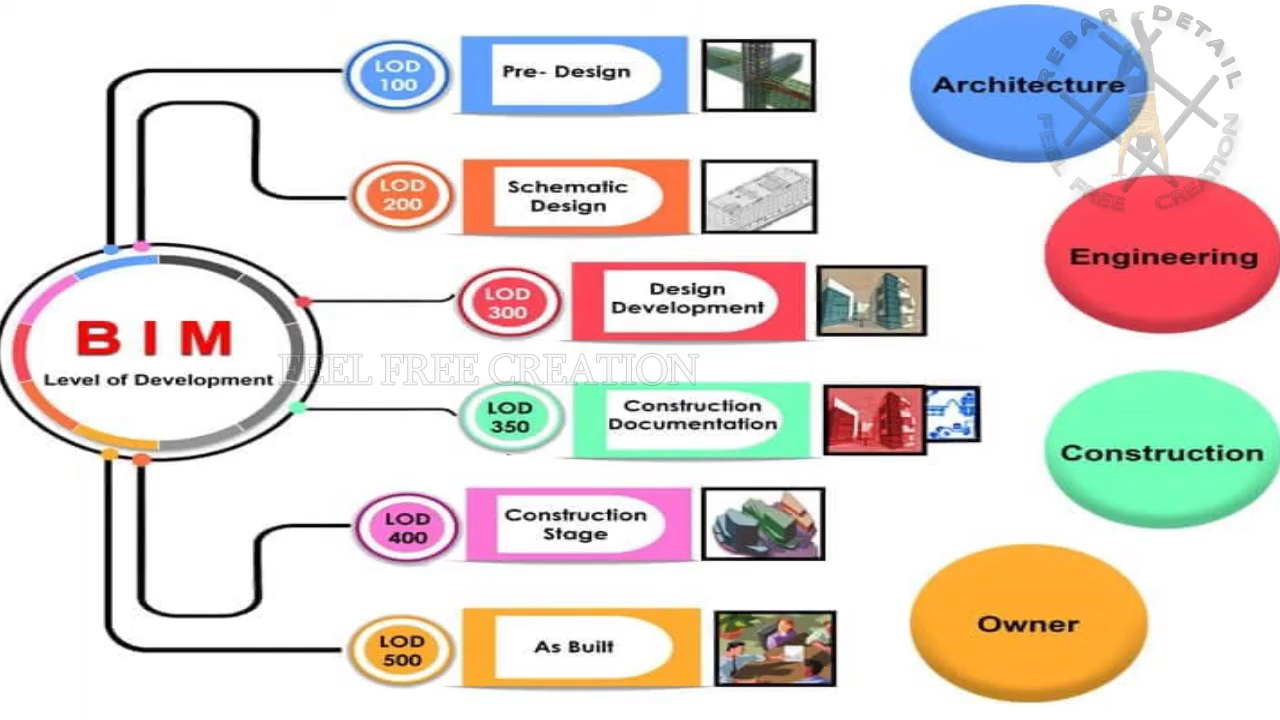 LOD
100
Pre- Design
Architecture
REBAR DETAIL
FEEL FREE CREATION
LOD
200
Schematic
Design
Engineering
LOD
300
Design
Development
B I M
Level of Development
FEEL FREE CREATION
LOD
350
Construction
Documentation
Construction
LOD
400
Construction
Stage
LOD
500
As Built
Owner